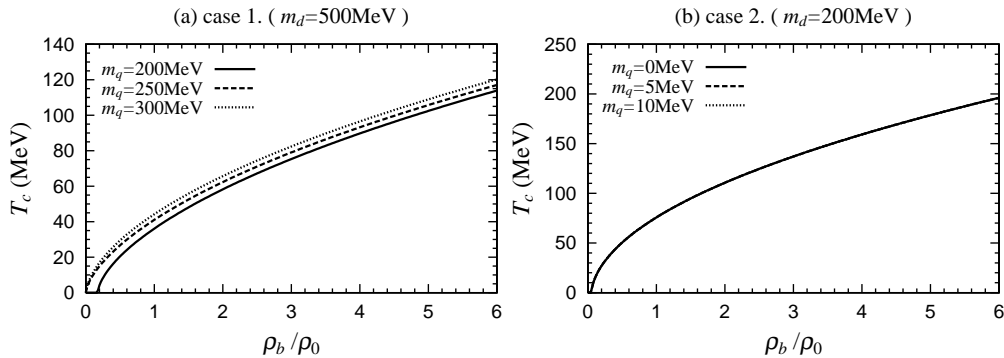 (a) case 1. ( m_d=500MeV )
m_q=200MeV
m_q=250MeV
m_q=300MeV
T_c (MeV)
140
120
100
80
60
40
20
0
0 1 2 3 4 5 6
ρ_b /ρ_0
(b) case 2. ( m_d=200MeV )
m_q=0MeV
m_q=5MeV
m_q=10MeV
T_c (MeV)
250
200
150
100
50
0
0 1 2 3 4 5 6
ρ_b /ρ_0